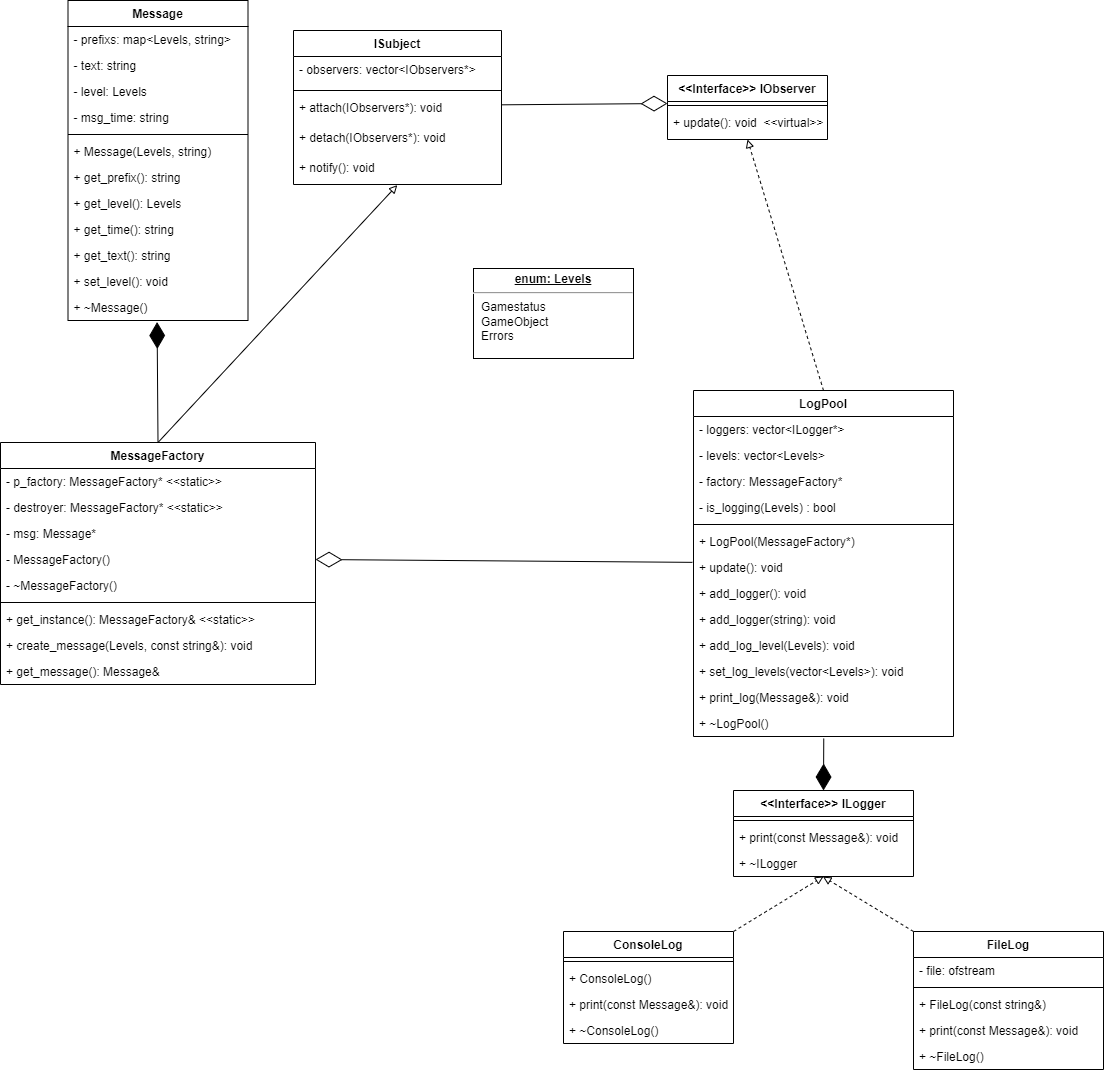 Message
- prefixs: map<Levels, string>
- text: string
- level: Levels
- msg_time: string
+ Message(Levels, string)
+ get_prefix(): string
+ get_level(): Levels
+ get_time(): string
+ get_text(): string
+ set_level(): void
+ ~Message()
ISubject
- observers: vector<IObservers*>
+ attach(IObservers*): void
+ detach(IObservers*): void
+ notify(): void
<<Interface>> IObserver
+ update(): void <<virtual>>
enum: Levels
Gamestatus
GameObject
Errors
MessageFactory
- p_factory: MessageFactory* <<static>>
- destroyer: MessageFactory* <<static>>
- msg: Message*
- MessageFactory()
- ~MessageFactory()
+ get_instance(): MessageFactory& <<static>>
+ create_message(Levels, const string&): void
+ get_message(): Message&
LogPool
- loggers: vector<ILogger*>
- levels: vector<Levels>
- factory: MessageFactory*
- is_logging(Levels) : bool
+ LogPool(MessageFactory*)
+ update(): void
+ add_logger(): void
+ add_logger(string): void
+ add_log_level(Levels): void
+ set_log_levels(vector<Levels>): void
+ print_log(Message&): void
+ ~LogPool()
<<Interface>> ILogger
+ print(const Message&): void
+ ~ILogger
ConsoleLog
+ ConsoleLog()
+ print(const Message&): void
+ ~ConsoleLog()
FileLog
- file: ofstream
+ FileLog(const string&)
+ print(const Message&): void
+ ~FileLog()